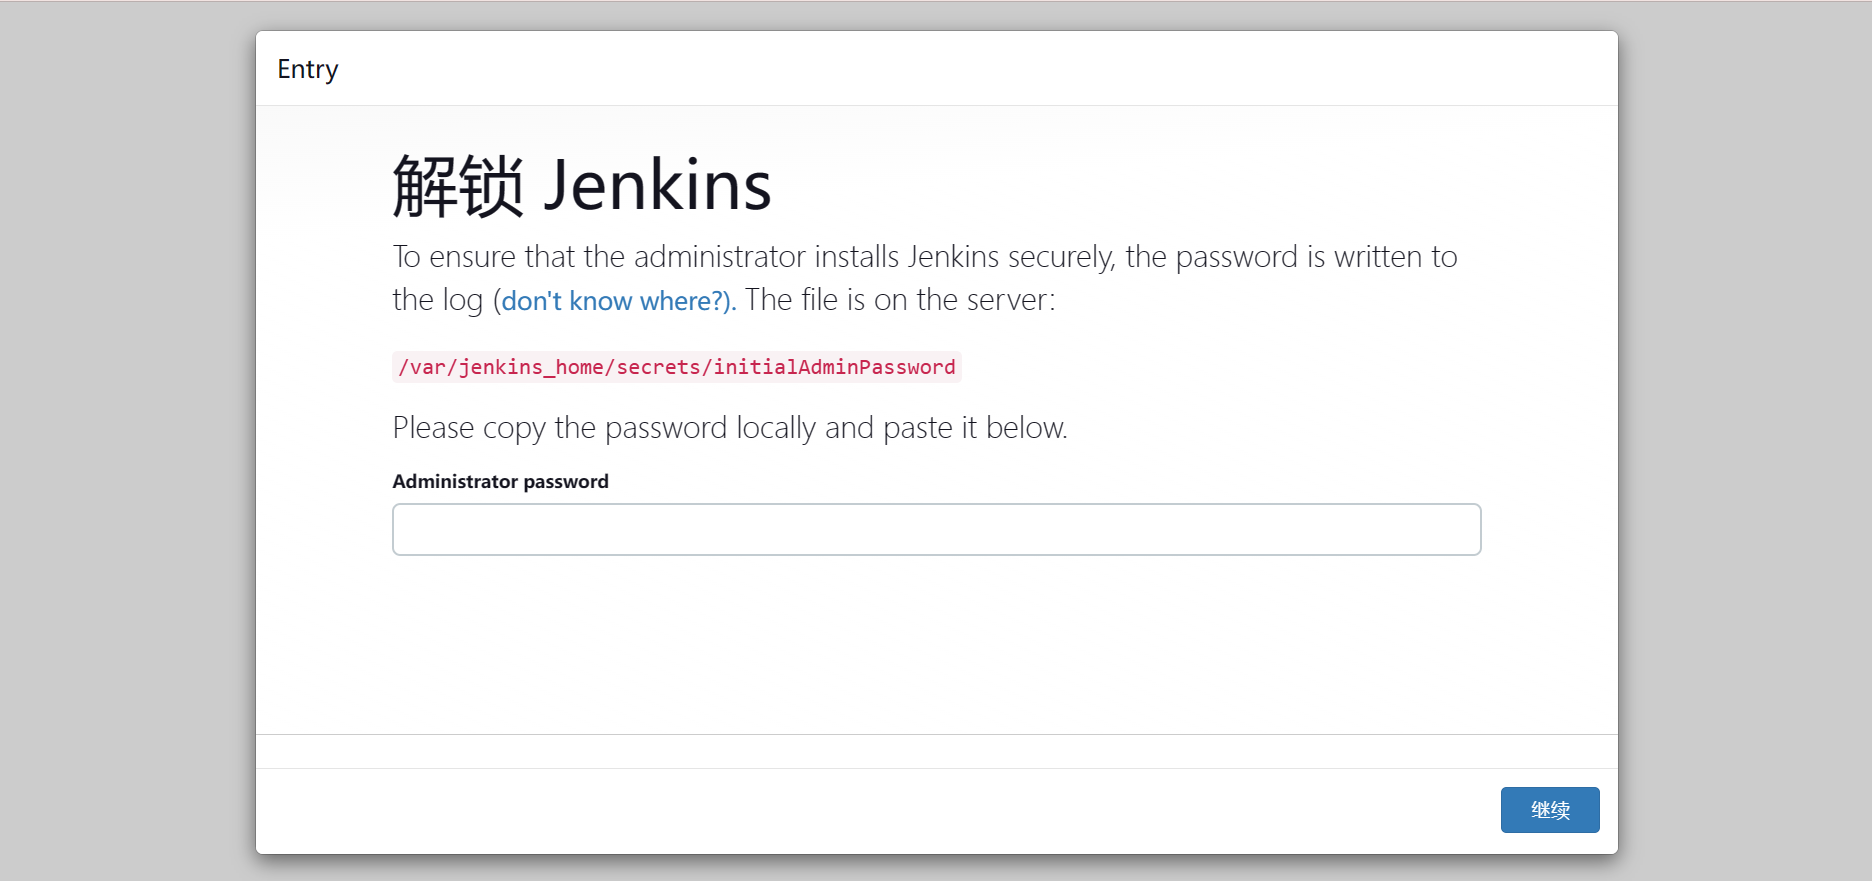 Entry
解锁 Jenkins
To ensure that the administrator installs Jenkins securely, the password is written to
the log (don't know where?). The file is on the server:
/var/jenkins_home/secrets/initialAdminPassword
Please copy the password locally and paste it below.
Administrator password
继续